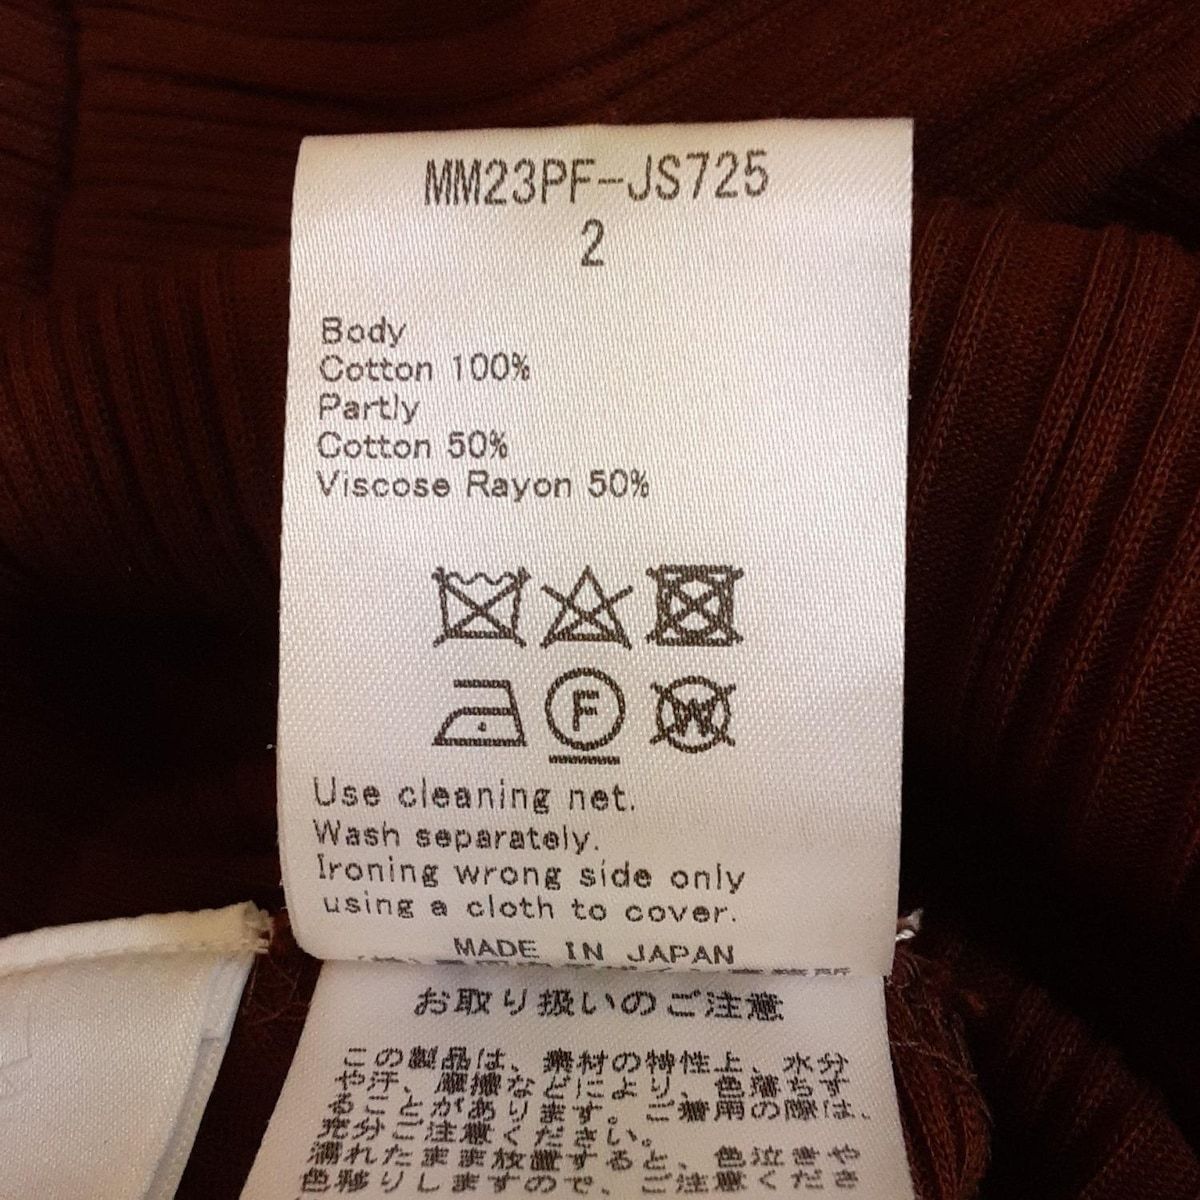 MM23PF-JS725
2
Body
Cotton 100%
Partly
Cotton 50%
Viscose Rayon 50%
F
W
Use cleaning net.
Wash separately.
Ironing wrong side only
using a cloth to cover.
MADE IN JAPAN
お取り扱いのご注意
この製品は、素材の特性上、水分
や汗、摩擦などにより、色落ちす
ることがあります。ご着用の際は、
充分ご注意ください。
濡れたまま放置すると、色泣きや
色移りしますので、ご注意くださ